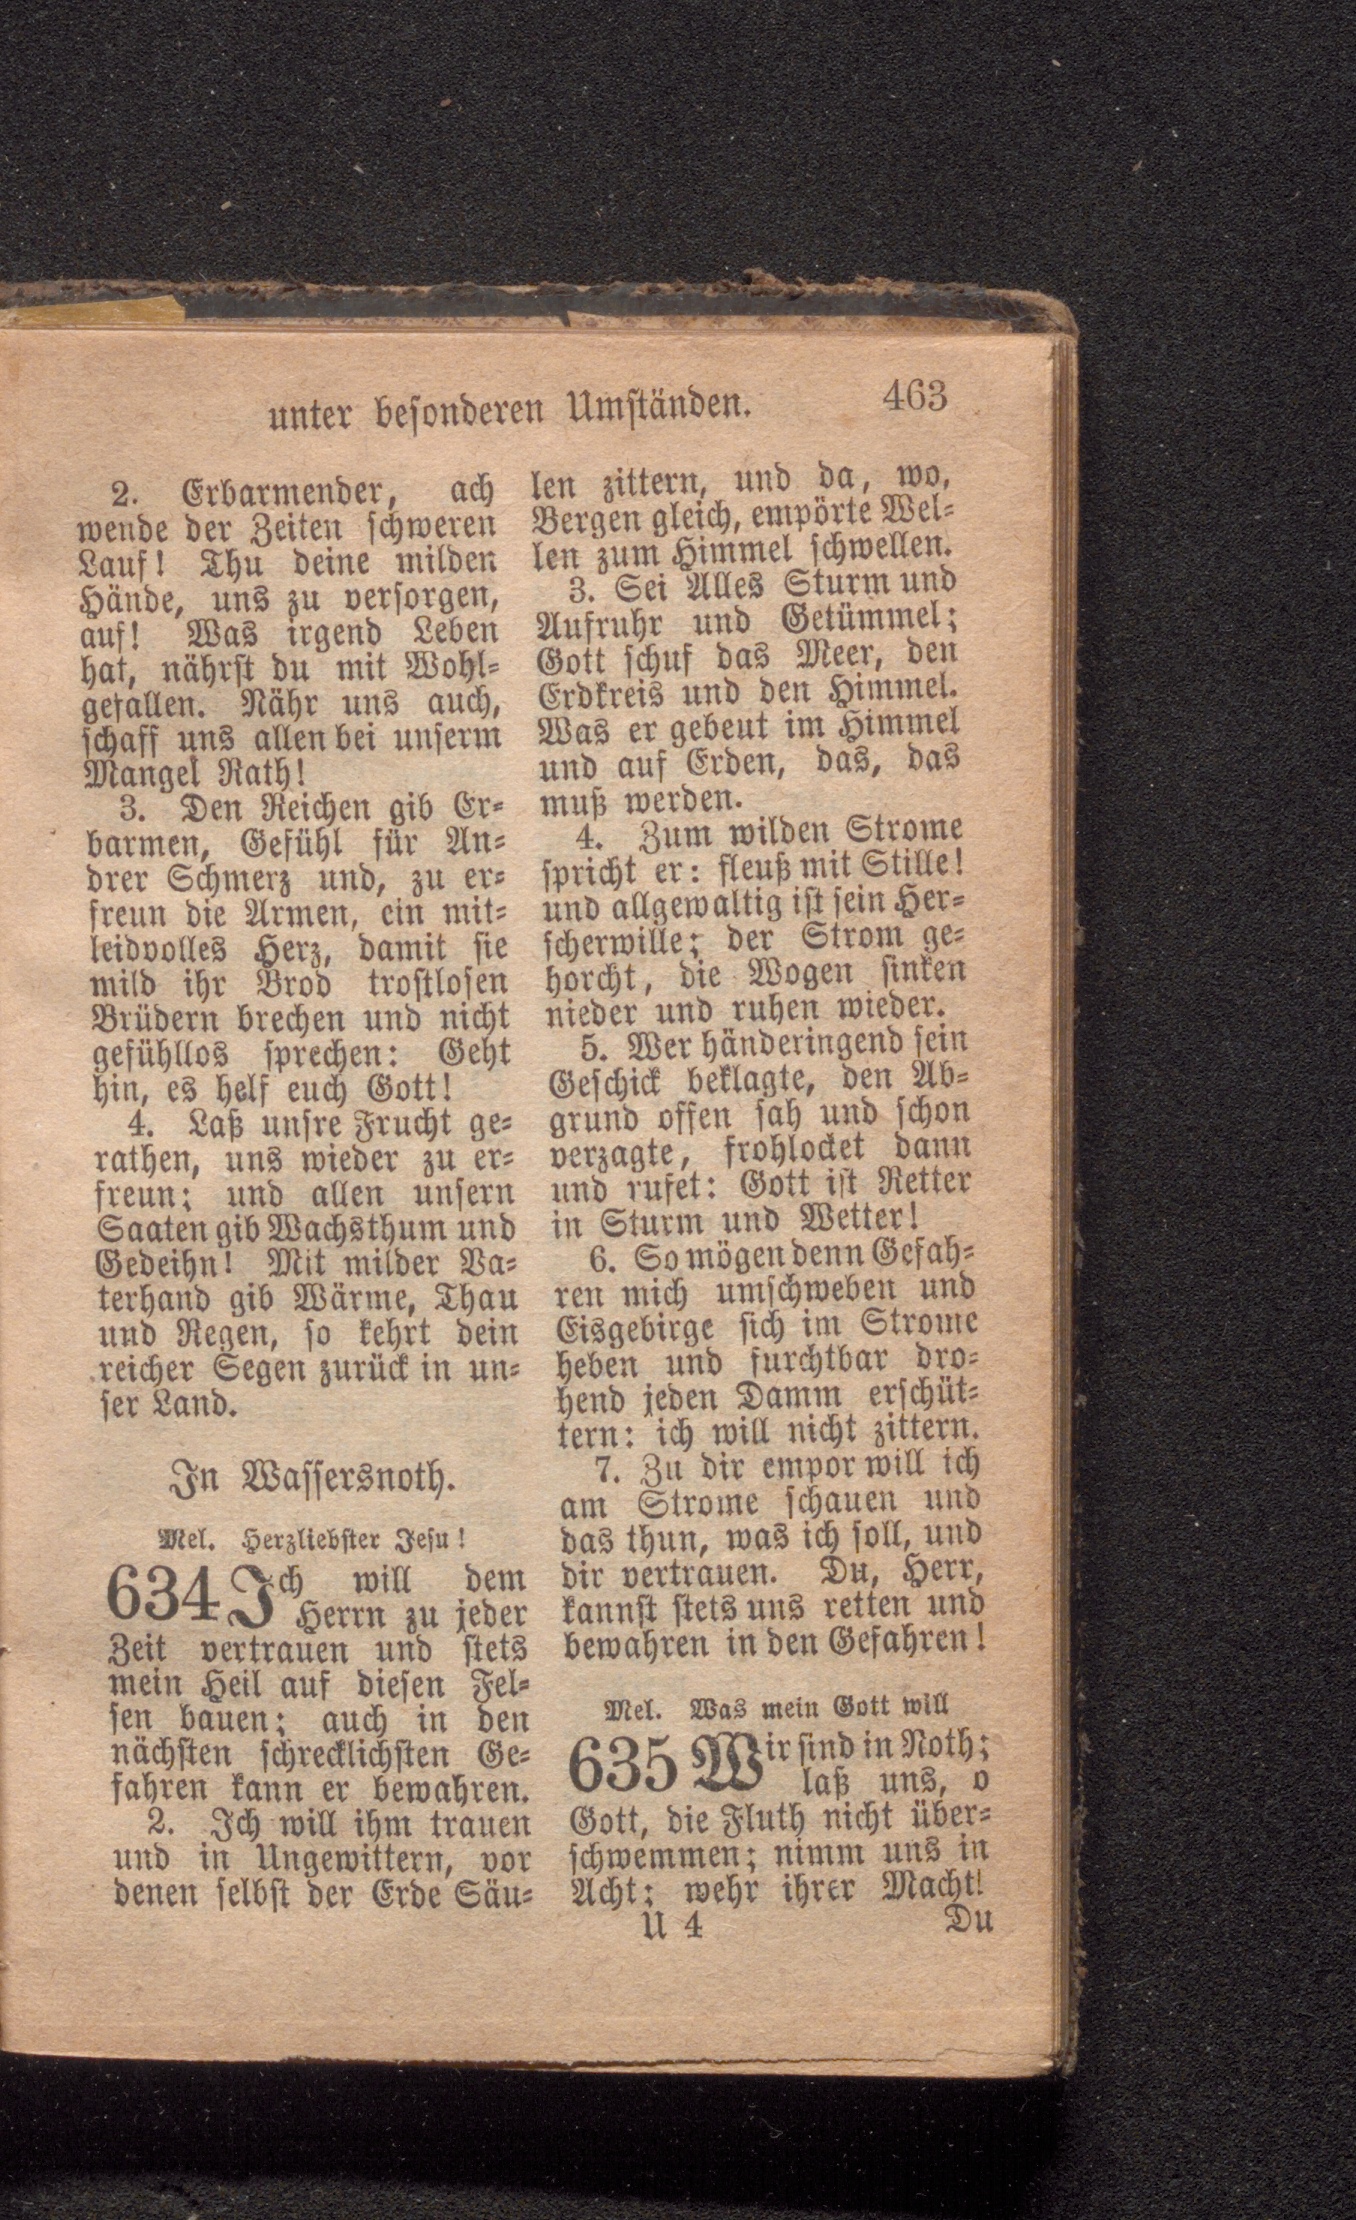 unter besonderen Umständen. 463
2. Erbarmender, ach
wende der Zeiten schweren
Lauf! Thu deine milden
Hände, uns zu versorgen,
auf! Was irgend Leben
hat, nährst du mit Wohl-
gefallen. Nähr uns auch,
schaff uns allen bei unserm
Mangel Rath!
3. Den Reichen gib Er-
barmen, Gefühl für An-
drer Schmerz und, zu er-
freun die Armen, ein mit-
leidvolles Herz, damit sie
mild ihr Brod trostlosen
Brüdern brechen und nicht
gefühllos sprechen: Geht
hin, es helf euch Gott!
4. Laß unsre Frucht ge-
rathen, uns wieder zu er-
freun; und allen unsern
Saaten gib Wachsthum und
Gedeihn! Mit milder Va-
terhand gib Wärme, Thau
und Regen, so kehrt dein
reicher Segen zurück in un-
ser Land.
In Wassersnoth.
Mel. Herzliebster Jesu!
634 Ich will dem
Herrn zu jeder
Zeit vertrauen und stets
mein Heil auf diesen Fel-
sen bauen; auch in den
nächsten schrecklichsten Ge-
fahren kann er bewahren.
2. Ich will ihm trauen
und in Ungewittern, vor
denen selbst der Erde Säu-
len zittern, und da, wo,
Bergen gleich, empörte Wel-
len zum Himmel schwellen.
3. Sei Alles Sturm und
Aufruhr und Getümmel;
Gott schuf das Meer, den
Erdkreis und den Himmel.
Was er gebeut im Himmel
und auf Erden, das, das
muß werden.
4. Zum wilden Strome
spricht er: fleuß mit Stille!
und allgewaltig ist sein Her-
scherwille; der Strom ge-
horcht, die Wogen sinken
nieder und ruhen wieder.
5. Wer händeringend sein
Geschick beklagte, den Ab-
grund offen sah und schon
verzagte, frohlocket dann
und rufet: Gott ist Retter
in Sturm und Wetter!
6. So mögen denn Gefah-
ren mich umschweben und
Eisgebirge sich im Strome
heben und furchtbar dro-
hend jeden Damm erschüt-
tern: ich will nicht zittern.
7. Zu dir empor will ich
am Strome schauen und
das thun, was ich soll, und
dir vertrauen. Du, Herr,
kannst stets uns retten und
bewahren in den Gefahren!
Mel. Was mein Gott will
635 Wir sind in Noth;
laß uns, o
Gott, die Fluth nicht über-
schwemmen; nimm uns in
Acht; wehr ihrer Macht!
U 4 Du